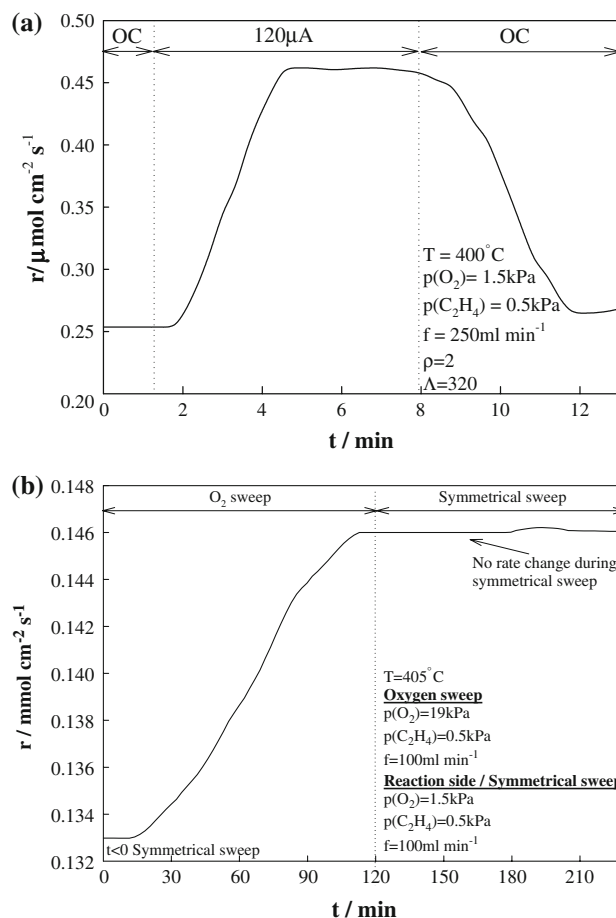 (a)
OC 120μA OC
r/μmol cm⁻² s⁻¹
0.50
0.45
0.40
0.35
0.30
0.25
0.20
T = 400°C
p(O₂)= 1.5kPa
p(C₂H₄) = 0.5kPa
f = 250ml min⁻¹
ρ=2
Λ=320
0 2 4 6 8 10 12
t / min
(b)
O₂ sweep Symmetrical sweep
r / mmol cm⁻² s⁻¹
0.148
0.146
0.144
0.142
0.140
0.138
0.136
0.134
0.132
No rate change during
symmetrical sweep
T=405°C
Oxygen sweep
p(O₂)=19kPa
p(C₂H₄)=0.5kPa
f=100ml min⁻¹
Reaction side / Symmetrical sweep
p(O₂)=1.5kPa
p(C₂H₄)=0.5kPa
f=100ml min⁻¹
t<0 Symmetrical sweep
0 30 60 90 120 150 180 210
t / min